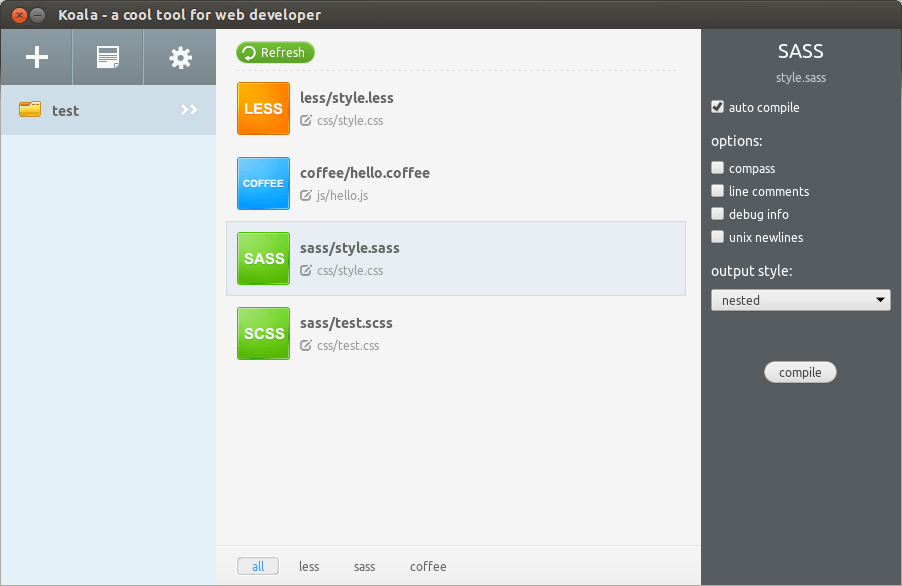 Koala - a cool tool for web developer
test
Refresh
LESS
less/style.less
css/style.css
COFFEE
coffee/hello.coffee
js/hello.js
SASS
sass/style.sass
css/style.css
SCSS
sass/test.scss
css/test.css
all less sass coffee
SASS
style.sass
auto compile
options:
compass
line comments
debug info
unix newlines
output style:
nested
compile